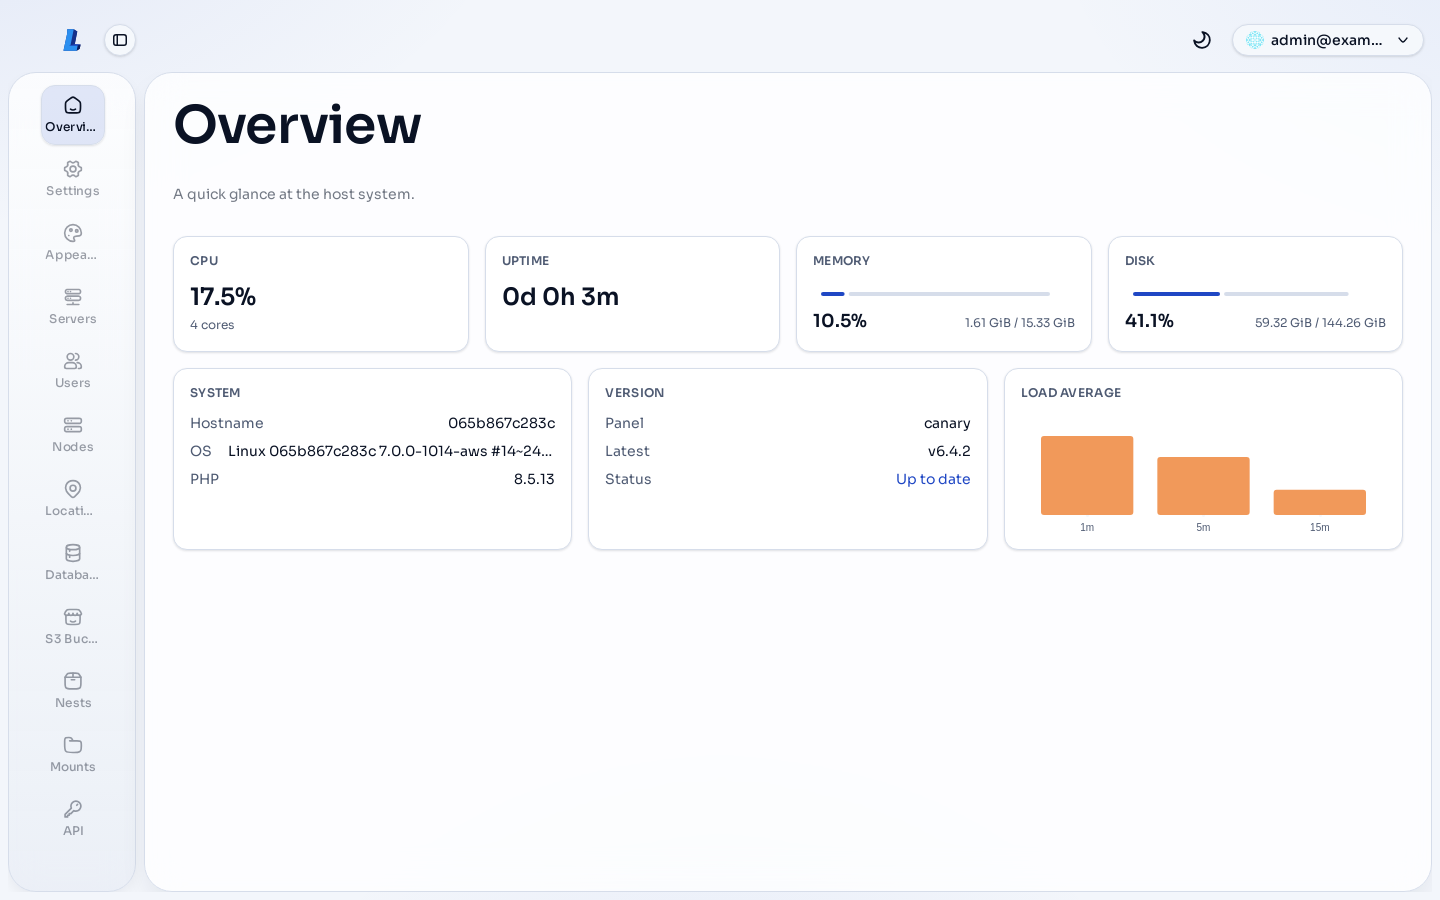 admin@exam...
Overvi...
Settings
Appea...
Servers
Users
Nodes
Locati...
Databa...
S3 Buc...
Nests
Mounts
API
Overview
A quick glance at the host system.
CPU
17.5%
4 cores
UPTIME
0d 0h 3m
MEMORY
10.5% 1.61 GiB / 15.33 GiB
DISK
41.1% 59.32 GiB / 144.26 GiB
SYSTEM
Hostname 065b867c283c
OS Linux 065b867c283c 7.0.0-1014-aws #14~24...
PHP 8.5.13
VERSION
Panel canary
Latest v6.4.2
Status Up to date
LOAD AVERAGE
1m 5m 15m